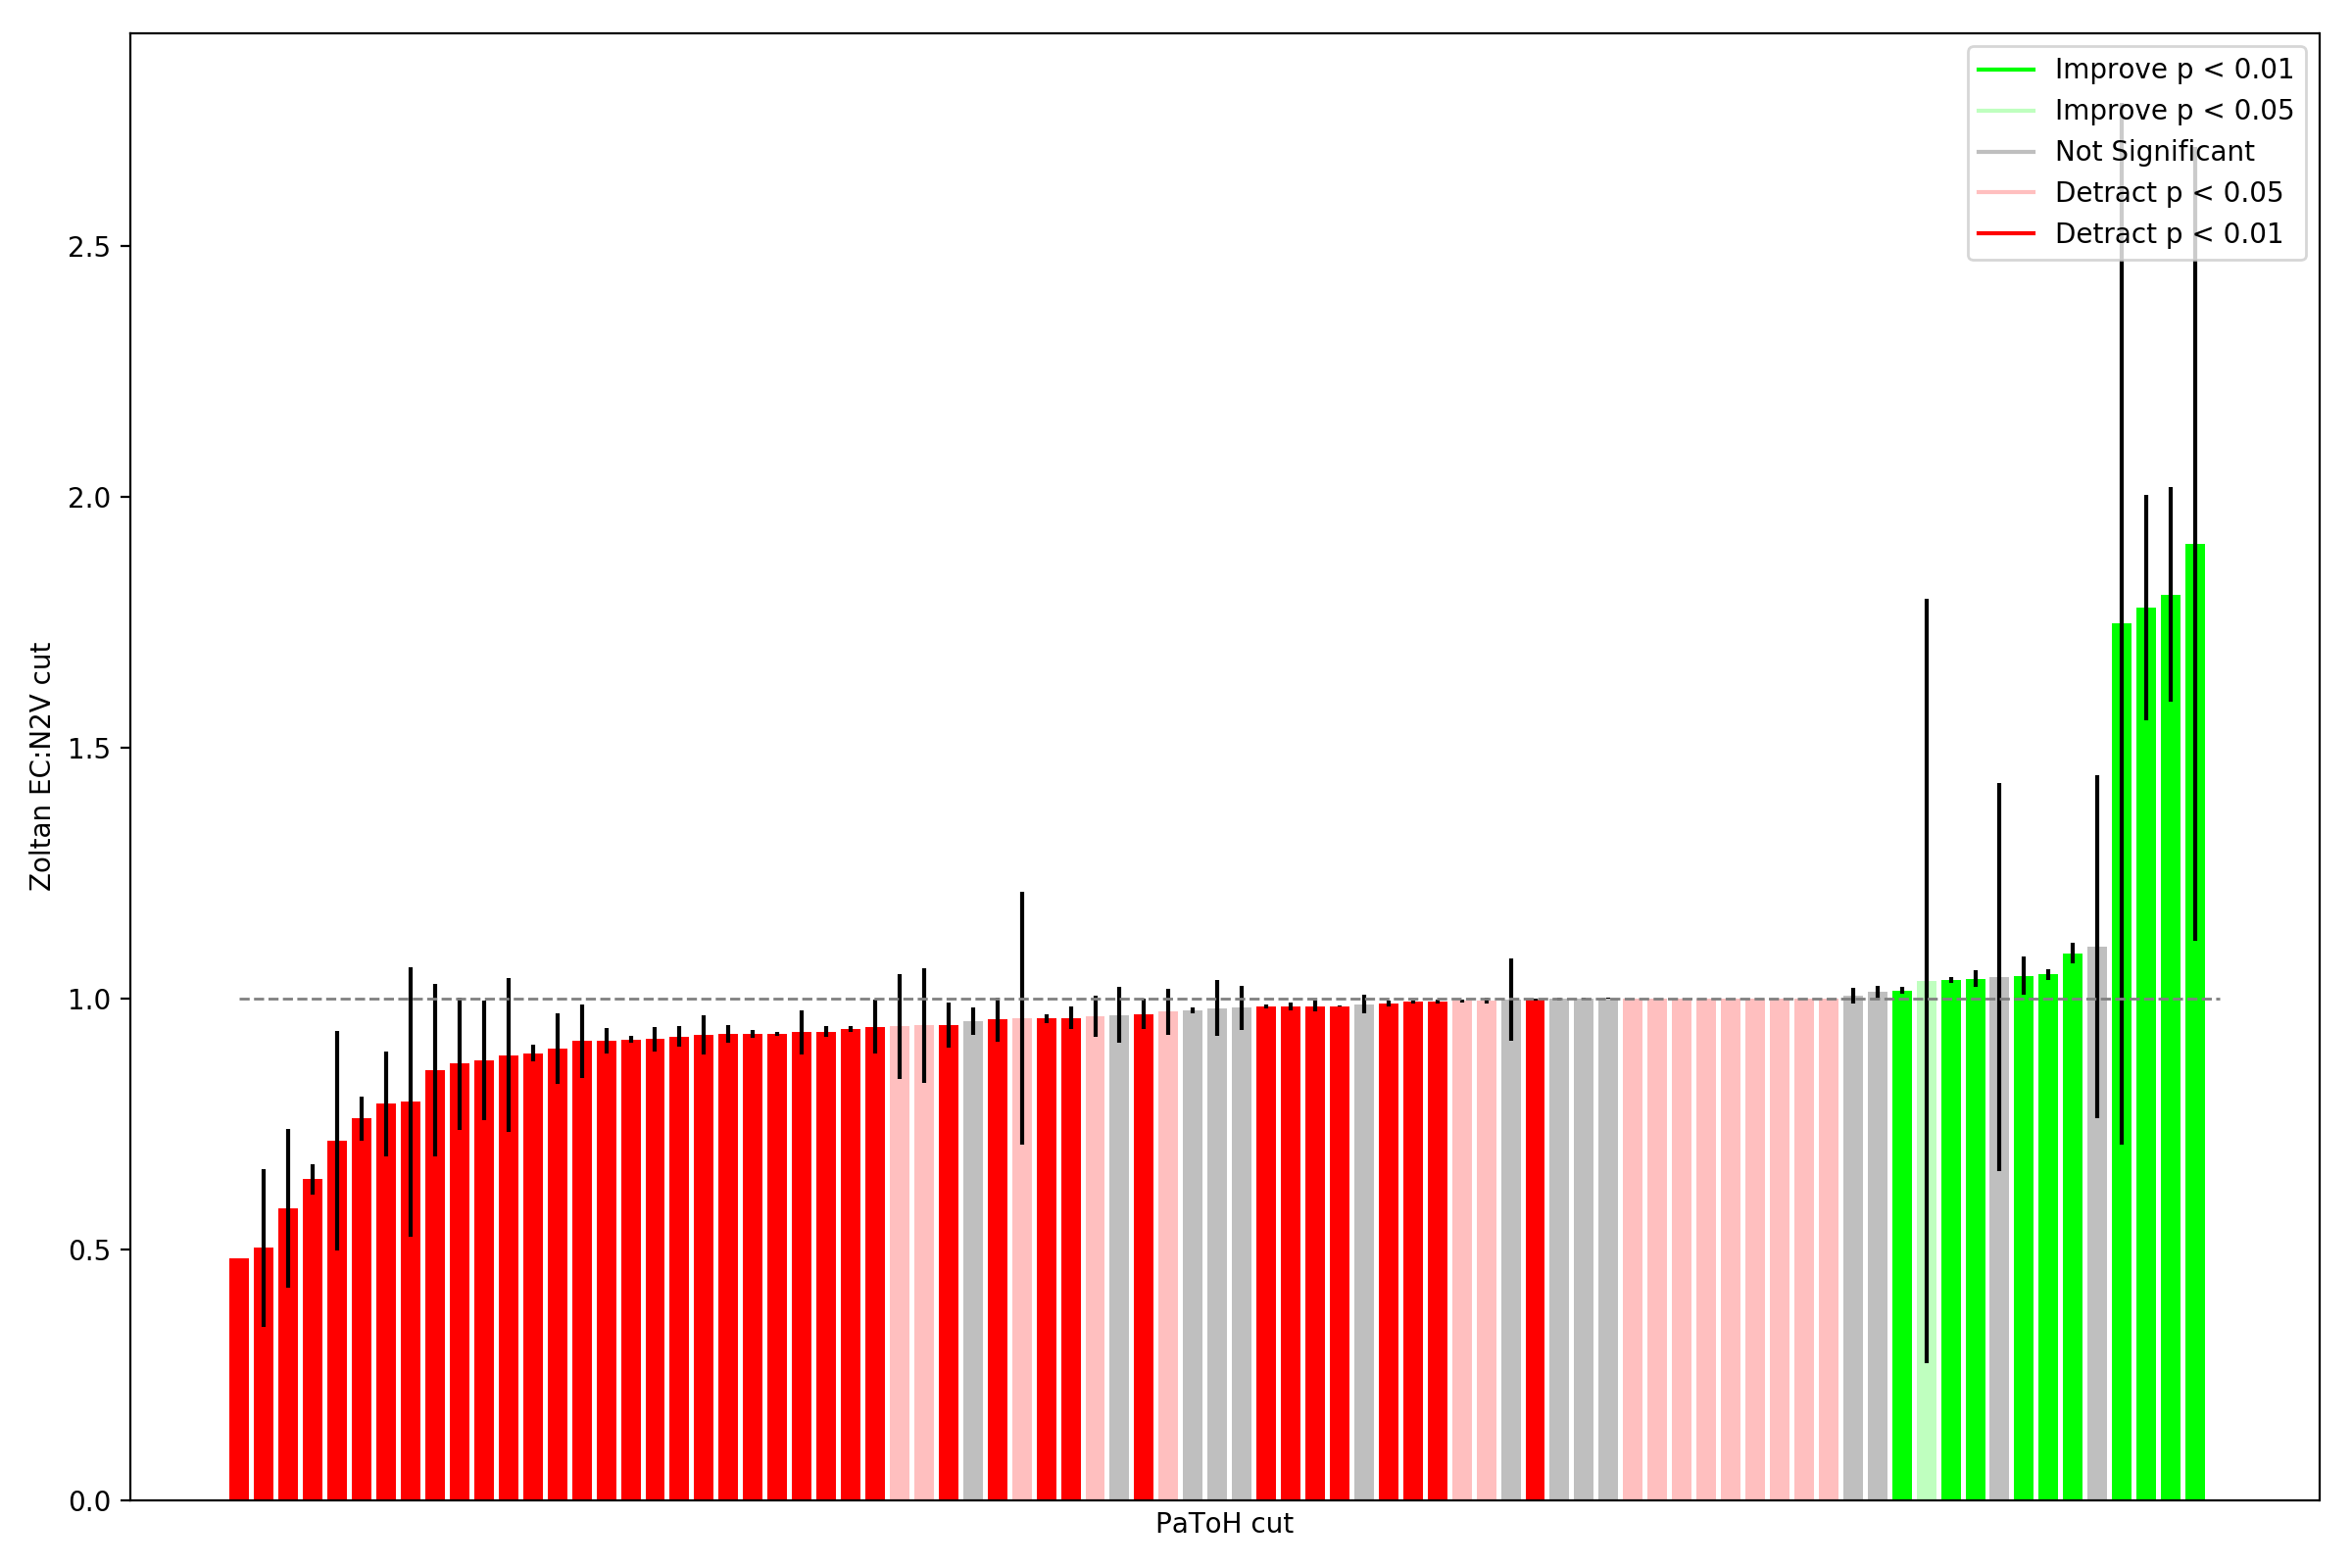 Improve p < 0.01
Improve p < 0.05
Not Significant
Detract p < 0.05
Detract p < 0.01
2.5
2.0
1.5
1.0
0.5
0.0
Zoltan EC:N2V cut
PaToH cut